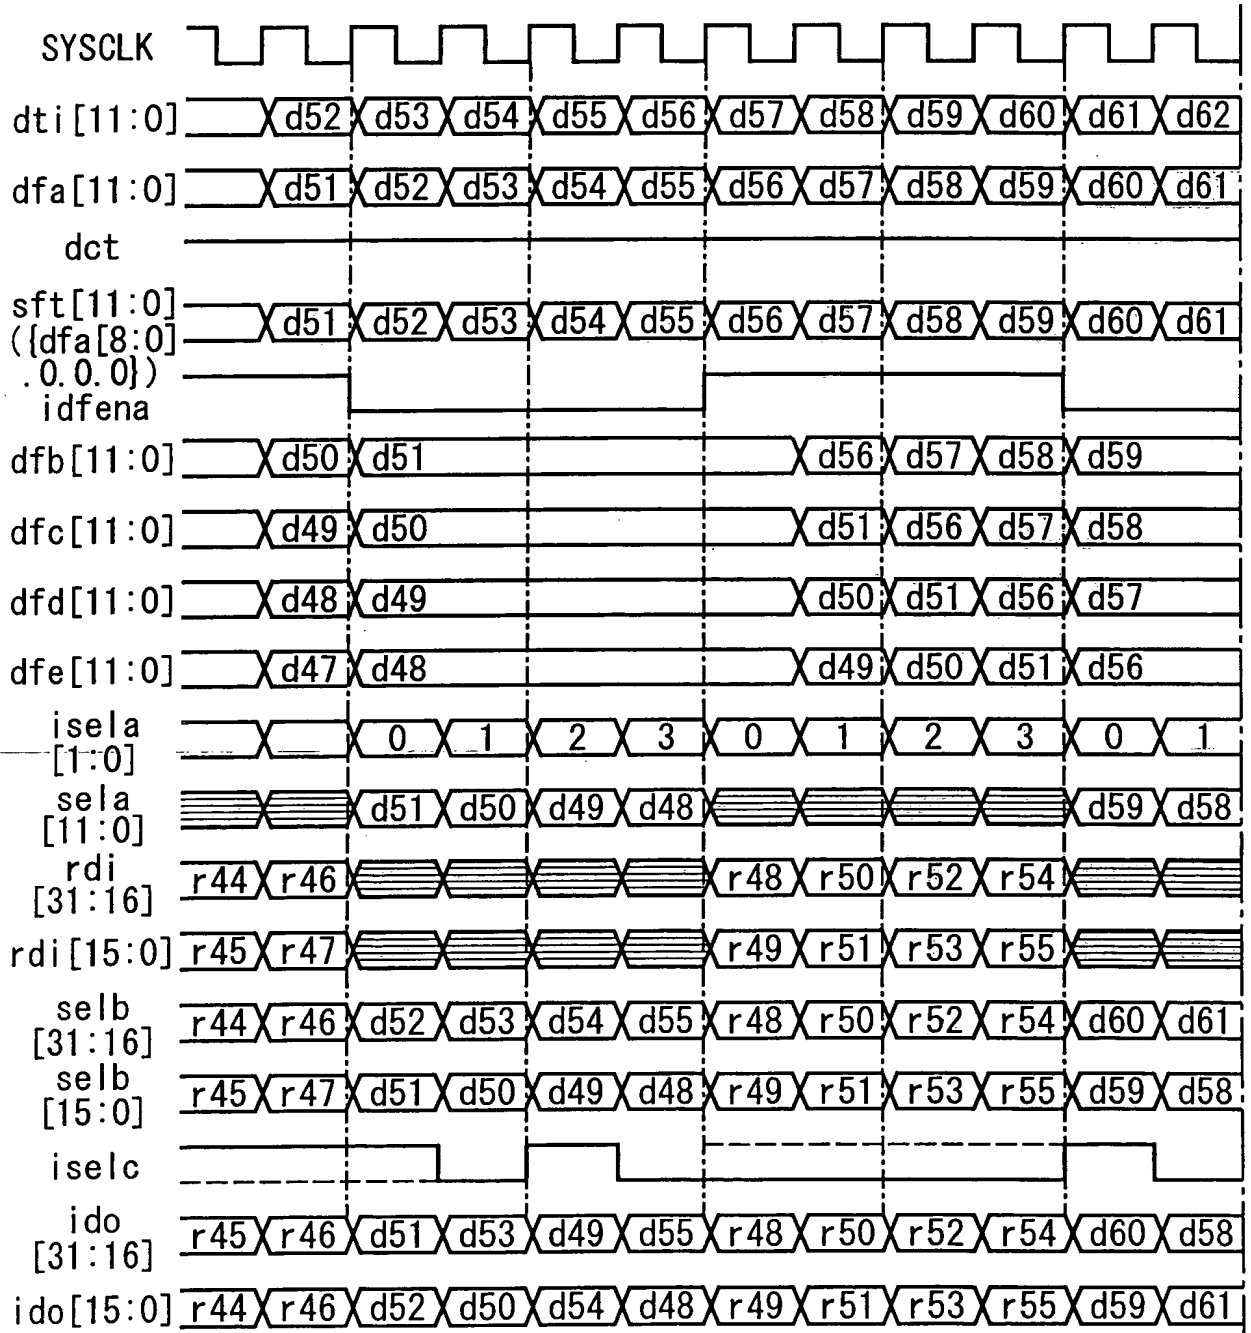 SYSCLK
dti[11:0] d52 d53 d54 d55 d56 d57 d58 d59 d60 d61 d62
dfa[11:0] d51 d52 d53 d54 d55 d56 d57 d58 d59 d60 d61
dct
sft[11:0]
({dfa[8:0] d51 d52 d53 d54 d55 d56 d57 d58 d59 d60 d61
.0.0.0})
idfena
dfb[11:0] d50 d51 d56 d57 d58 d59
dfc[11:0] d49 d50 d51 d56 d57 d58
dfd[11:0] d48 d49 d50 d51 d56 d57
dfe[11:0] d47 d48 d49 d50 d51 d56
isela
[1:0] 0 1 2 3 0 1 2 3 0 1
sela
[11:0] d51 d50 d49 d48 d59 d58
rdi
[31:16] r44 r46 r48 r50 r52 r54
rdi[15:0] r45 r47 r49 r51 r53 r55
selb
[31:16] r44 r46 d52 d53 d54 d55 r48 r50 r52 r54 d60 d61
selb
[15:0] r45 r47 d51 d50 d49 d48 r49 r51 r53 r55 d59 d58
iselc
ido
[31:16] r45 r46 d51 d53 d49 d55 r48 r50 r52 r54 d60 d58
ido[15:0] r44 r46 d52 d50 d54 d48 r49 r51 r53 r55 d59 d61